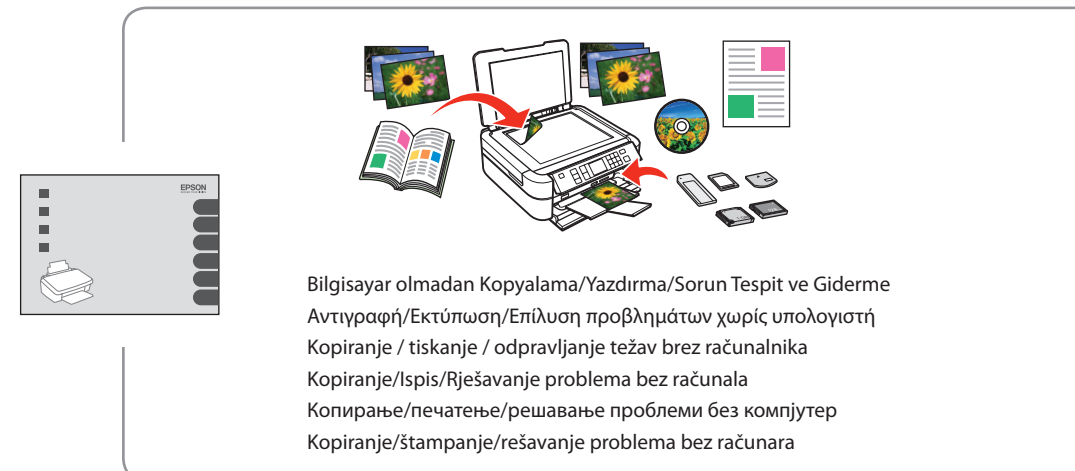 EPSON
Bilgisayar olmadan Kopyalama/Yazdırma/Sorun Tespit ve Giderme
Αντιγραφή/Εκτύπωση/Επίλυση προβλημάτων χωρίς υπολογιστή
Kopiranje / tiskanje / odpravljanje težav brez računalnika
Kopiranje/Ispis/Rješavanje problema bez računala
Копирање/печатење/решавање проблеми без компјутер
Kopiranje/štampanje/rešavanje problema bez računara